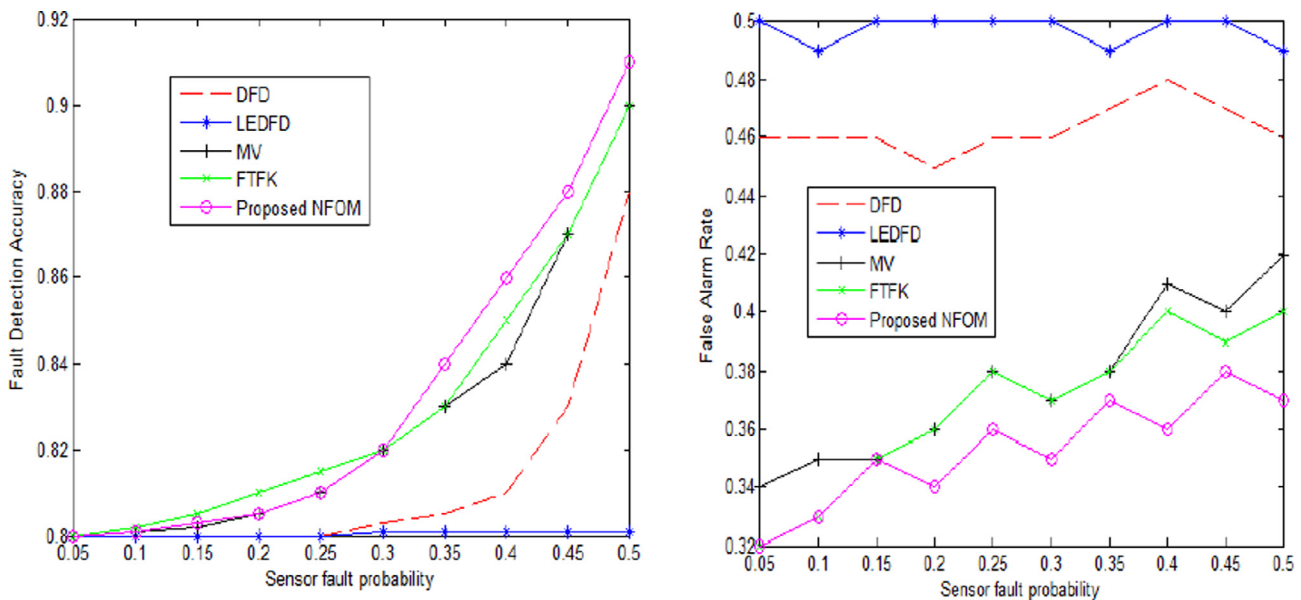 0.92
0.9
0.88
0.86
0.84
0.82
0.8
Fault Detection Accuracy
DFD
LEDFD
MV
FTFK
Proposed NFOM
0.05 0.1 0.15 0.2 0.25 0.3 0.35 0.4 0.45 0.5
Sensor fault probability
0.5
0.48
0.46
0.44
0.42
0.4
0.38
0.36
0.34
0.32
False Alarm Rate
DFD
LEDFD
MV
FTFK
Proposed NFOM
0.05 0.1 0.15 0.2 0.25 0.3 0.35 0.4 0.45 0.5
Sensor fault probability